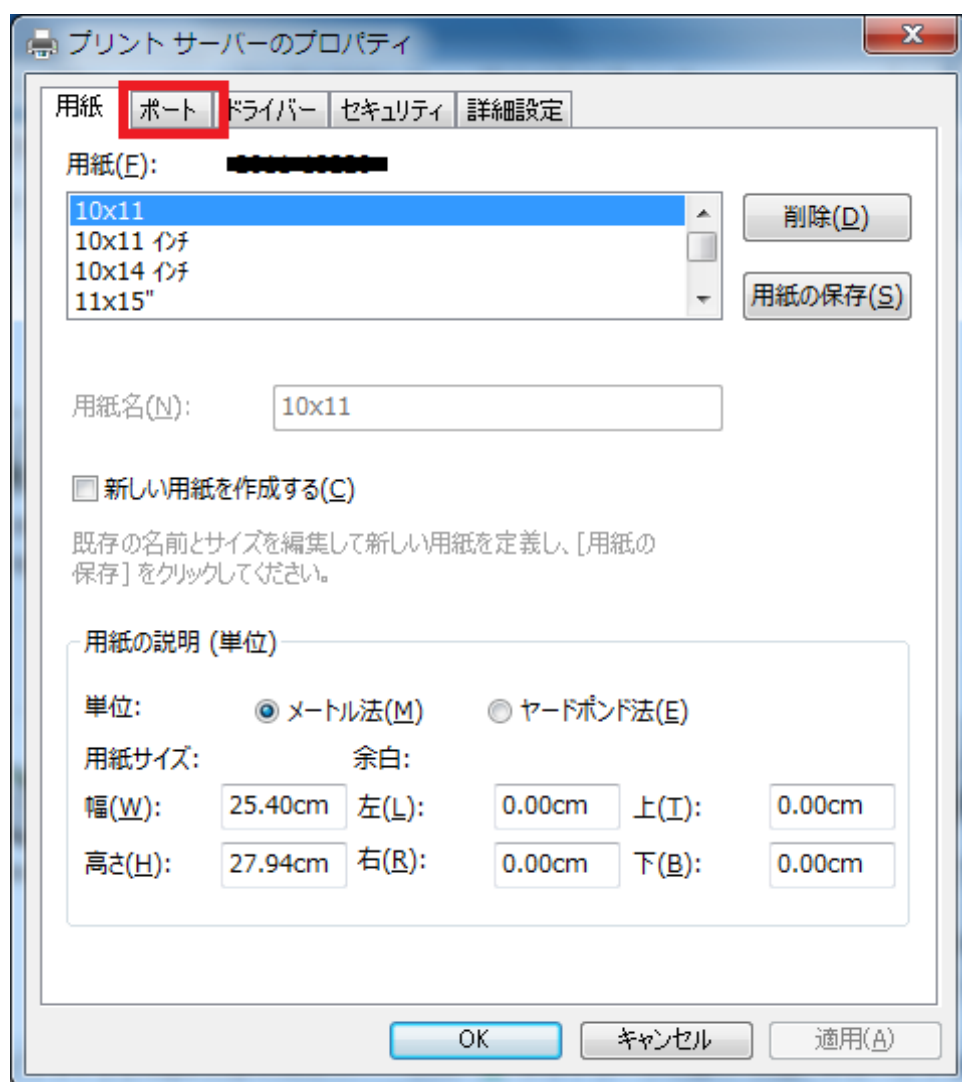 プリント サーバーのプロパティ
用紙 ポート ドライバー セキュリティ 詳細設定
用紙(F):
10x11
10x11 インチ
10x14 インチ
11x15"
削除(D)
用紙の保存(S)
用紙名(N): 10x11
新しい用紙を作成する(C)
既存の名前とサイズを編集して新しい用紙を定義し、[用紙の
保存] をクリックしてください。
用紙の説明 (単位)
単位: メートル法(M) ヤードポンド法(E)
用紙サイズ: 余白:
幅(W): 25.40cm 左(L): 0.00cm 上(T): 0.00cm
高さ(H): 27.94cm 右(R): 0.00cm 下(B): 0.00cm
OK キャンセル 適用(A)